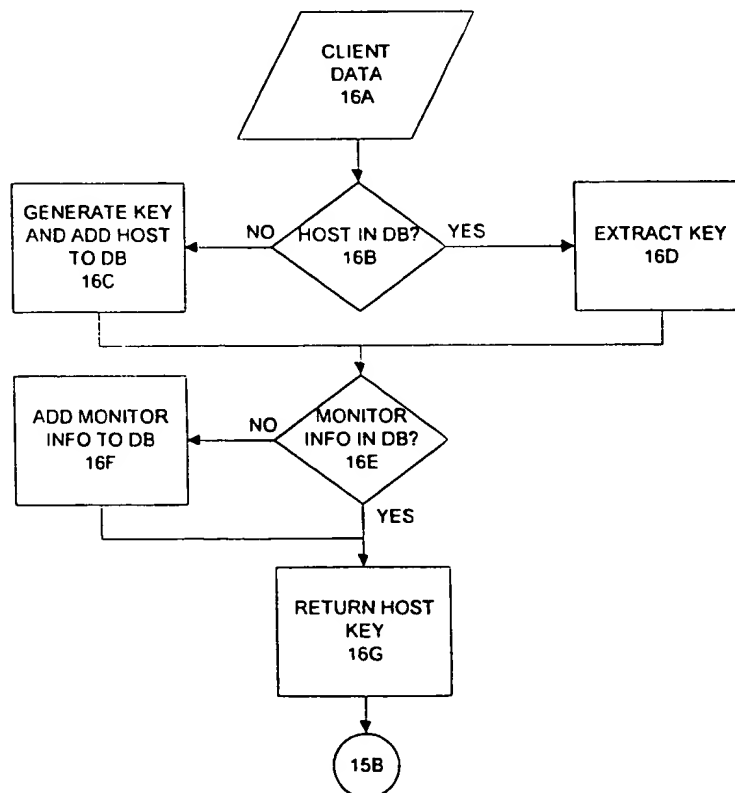 CLIENT
DATA
16A
GENERATE KEY
AND ADD HOST
TO DB
16C
NO
HOST IN DB?
16B
YES
EXTRACT KEY
16D
ADD MONITOR
INFO TO DB
16F
NO
MONITOR
INFO IN DB?
16E
YES
RETURN HOST
KEY
16G
15B